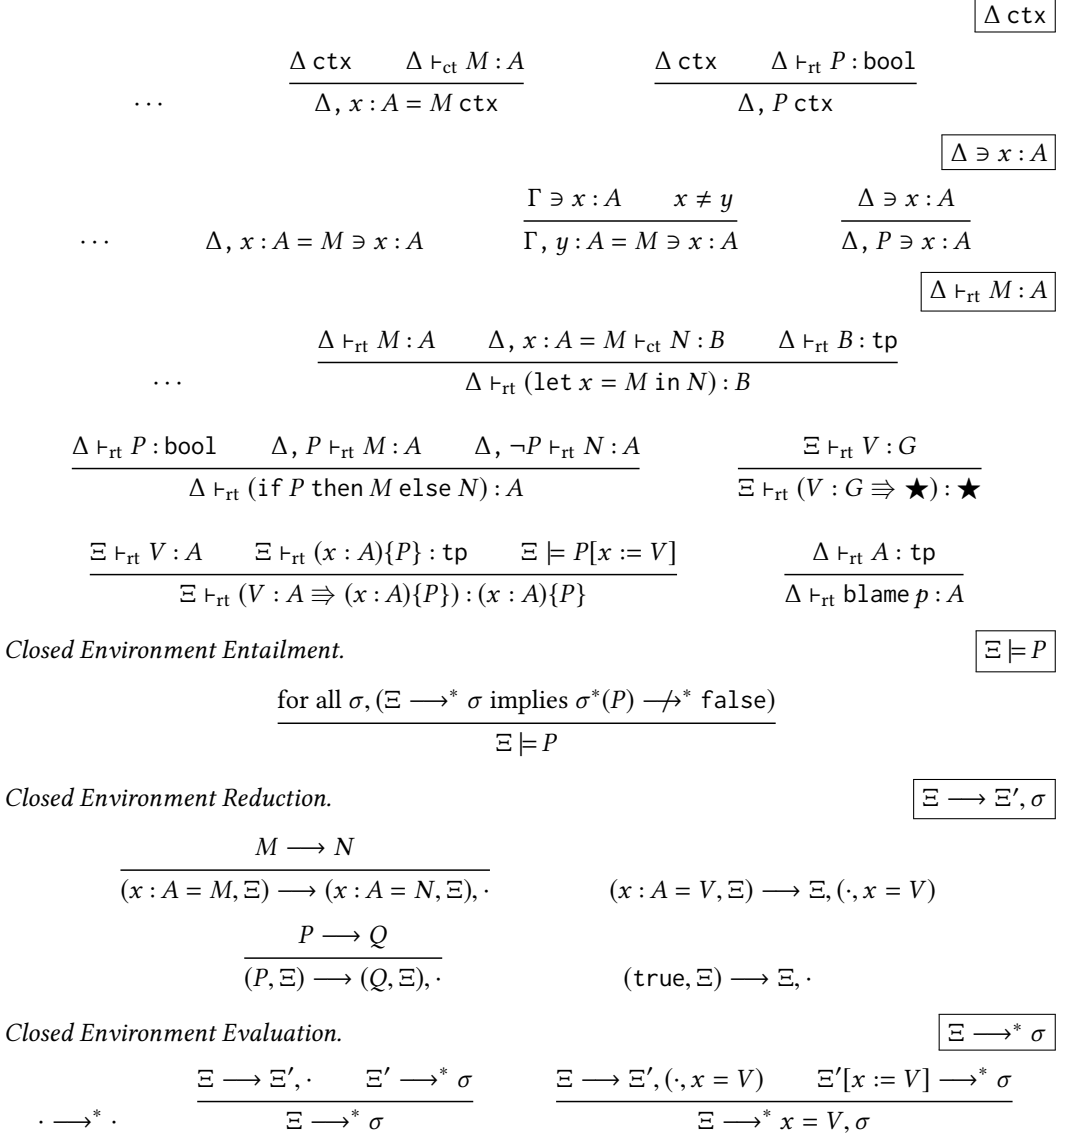 Δ ctx
Δ ctx Δ ⊢ct M : A Δ ctx Δ ⊢rt P : bool
··· Δ, x : A = M ctx Δ, P ctx
Δ ∋ x : A
Γ ∋ x : A x ≠ y Δ ∋ x : A
··· Δ, x : A = M ∋ x : A Γ, y : A = M ∋ x : A Δ, P ∋ x : A
Δ ⊢rt M : A
Δ ⊢rt M : A Δ, x : A = M ⊢ct N : B Δ ⊢rt B : tp
··· Δ ⊢rt (let x = M in N) : B
Δ ⊢rt P : bool Δ, P ⊢rt M : A Δ, ¬P ⊢rt N : A Ξ ⊢rt V : G
Δ ⊢rt (if P then M else N) : A Ξ ⊢rt (V : G ⇛ ★) : ★
Ξ ⊢rt V : A Ξ ⊢rt (x : A){P} : tp Ξ ⊨ P[x := V] Δ ⊢rt A : tp
Ξ ⊢rt (V : A ⇛ (x : A){P}) : (x : A){P} Δ ⊢rt blame p : A
Closed Environment Entailment. Ξ ⊨ P
for all σ, (Ξ ⟶* σ implies σ*(P) ⟶̸* false)
Ξ ⊨ P
Closed Environment Reduction. Ξ ⟶ Ξ′, σ
M ⟶ N
(x : A = M, Ξ) ⟶ (x : A = N, Ξ), · (x : A = V, Ξ) ⟶ Ξ, (·, x = V)
P ⟶ Q
(P, Ξ) ⟶ (Q, Ξ), · (true, Ξ) ⟶ Ξ, ·
Closed Environment Evaluation. Ξ ⟶* σ
Ξ ⟶ Ξ′, · Ξ′ ⟶* σ Ξ ⟶ Ξ′, (·, x = V) Ξ′[x := V] ⟶* σ
· ⟶* · Ξ ⟶* σ Ξ ⟶* x = V, σ